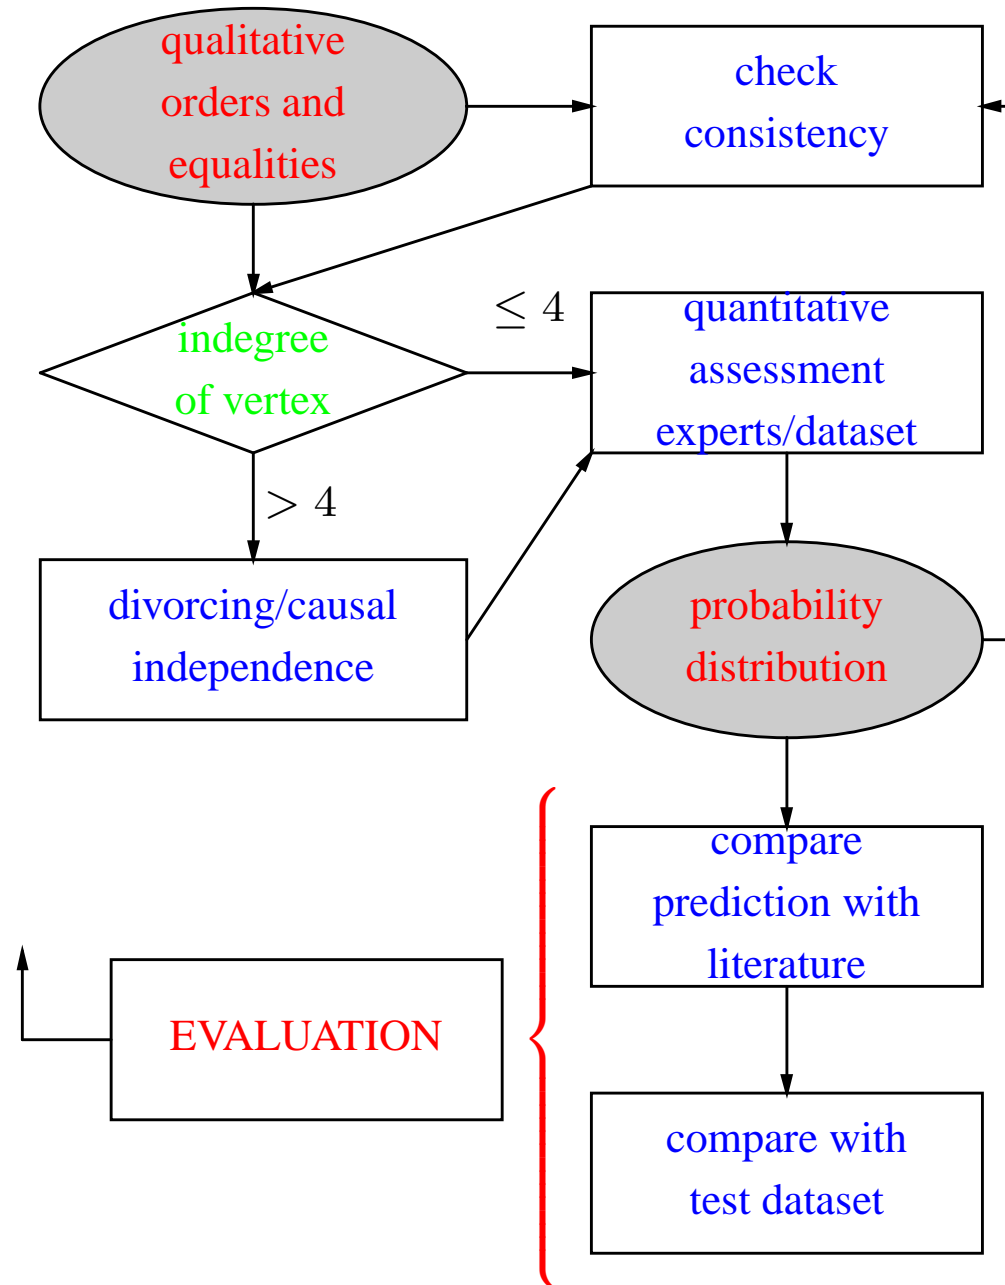 qualitative
orders and
equalities
check
consistency
indegree
of vertex
≤ 4
quantitative
assessment
experts/dataset
> 4
divorcing/causal
independence
probability
distribution
compare
prediction with
literature
EVALUATION
compare with
test dataset